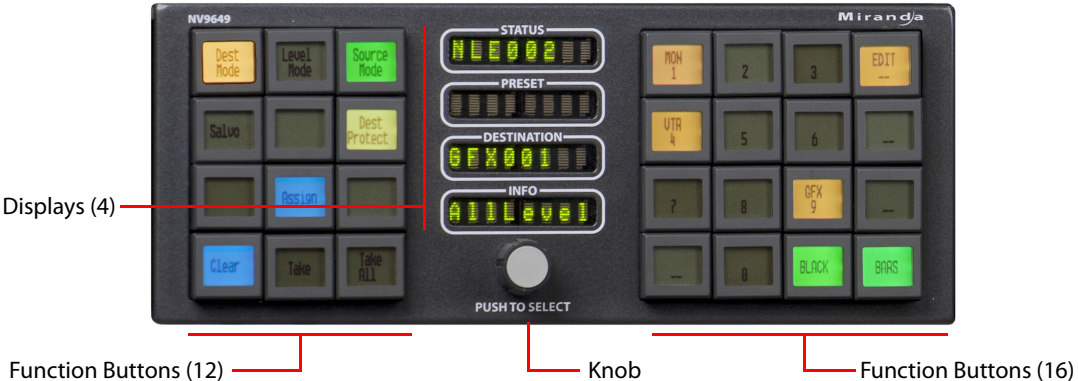 NV9649
Miranda
Dest Mode
Level Mode
Source Mode
Salvo
Dest Protect
Assign
Clear
Take
Take All
STATUS
NLE002
PRESET
DESTINATION
GFX001
INFO
AllLevel
PUSH TO SELECT
MON 1
2
3
EDIT --
VTR 4
5
6
--
7
8
GFX 9
--
--
0
BLACK
BARS
Displays (4)
Function Buttons (12)
Knob
Function Buttons (16)